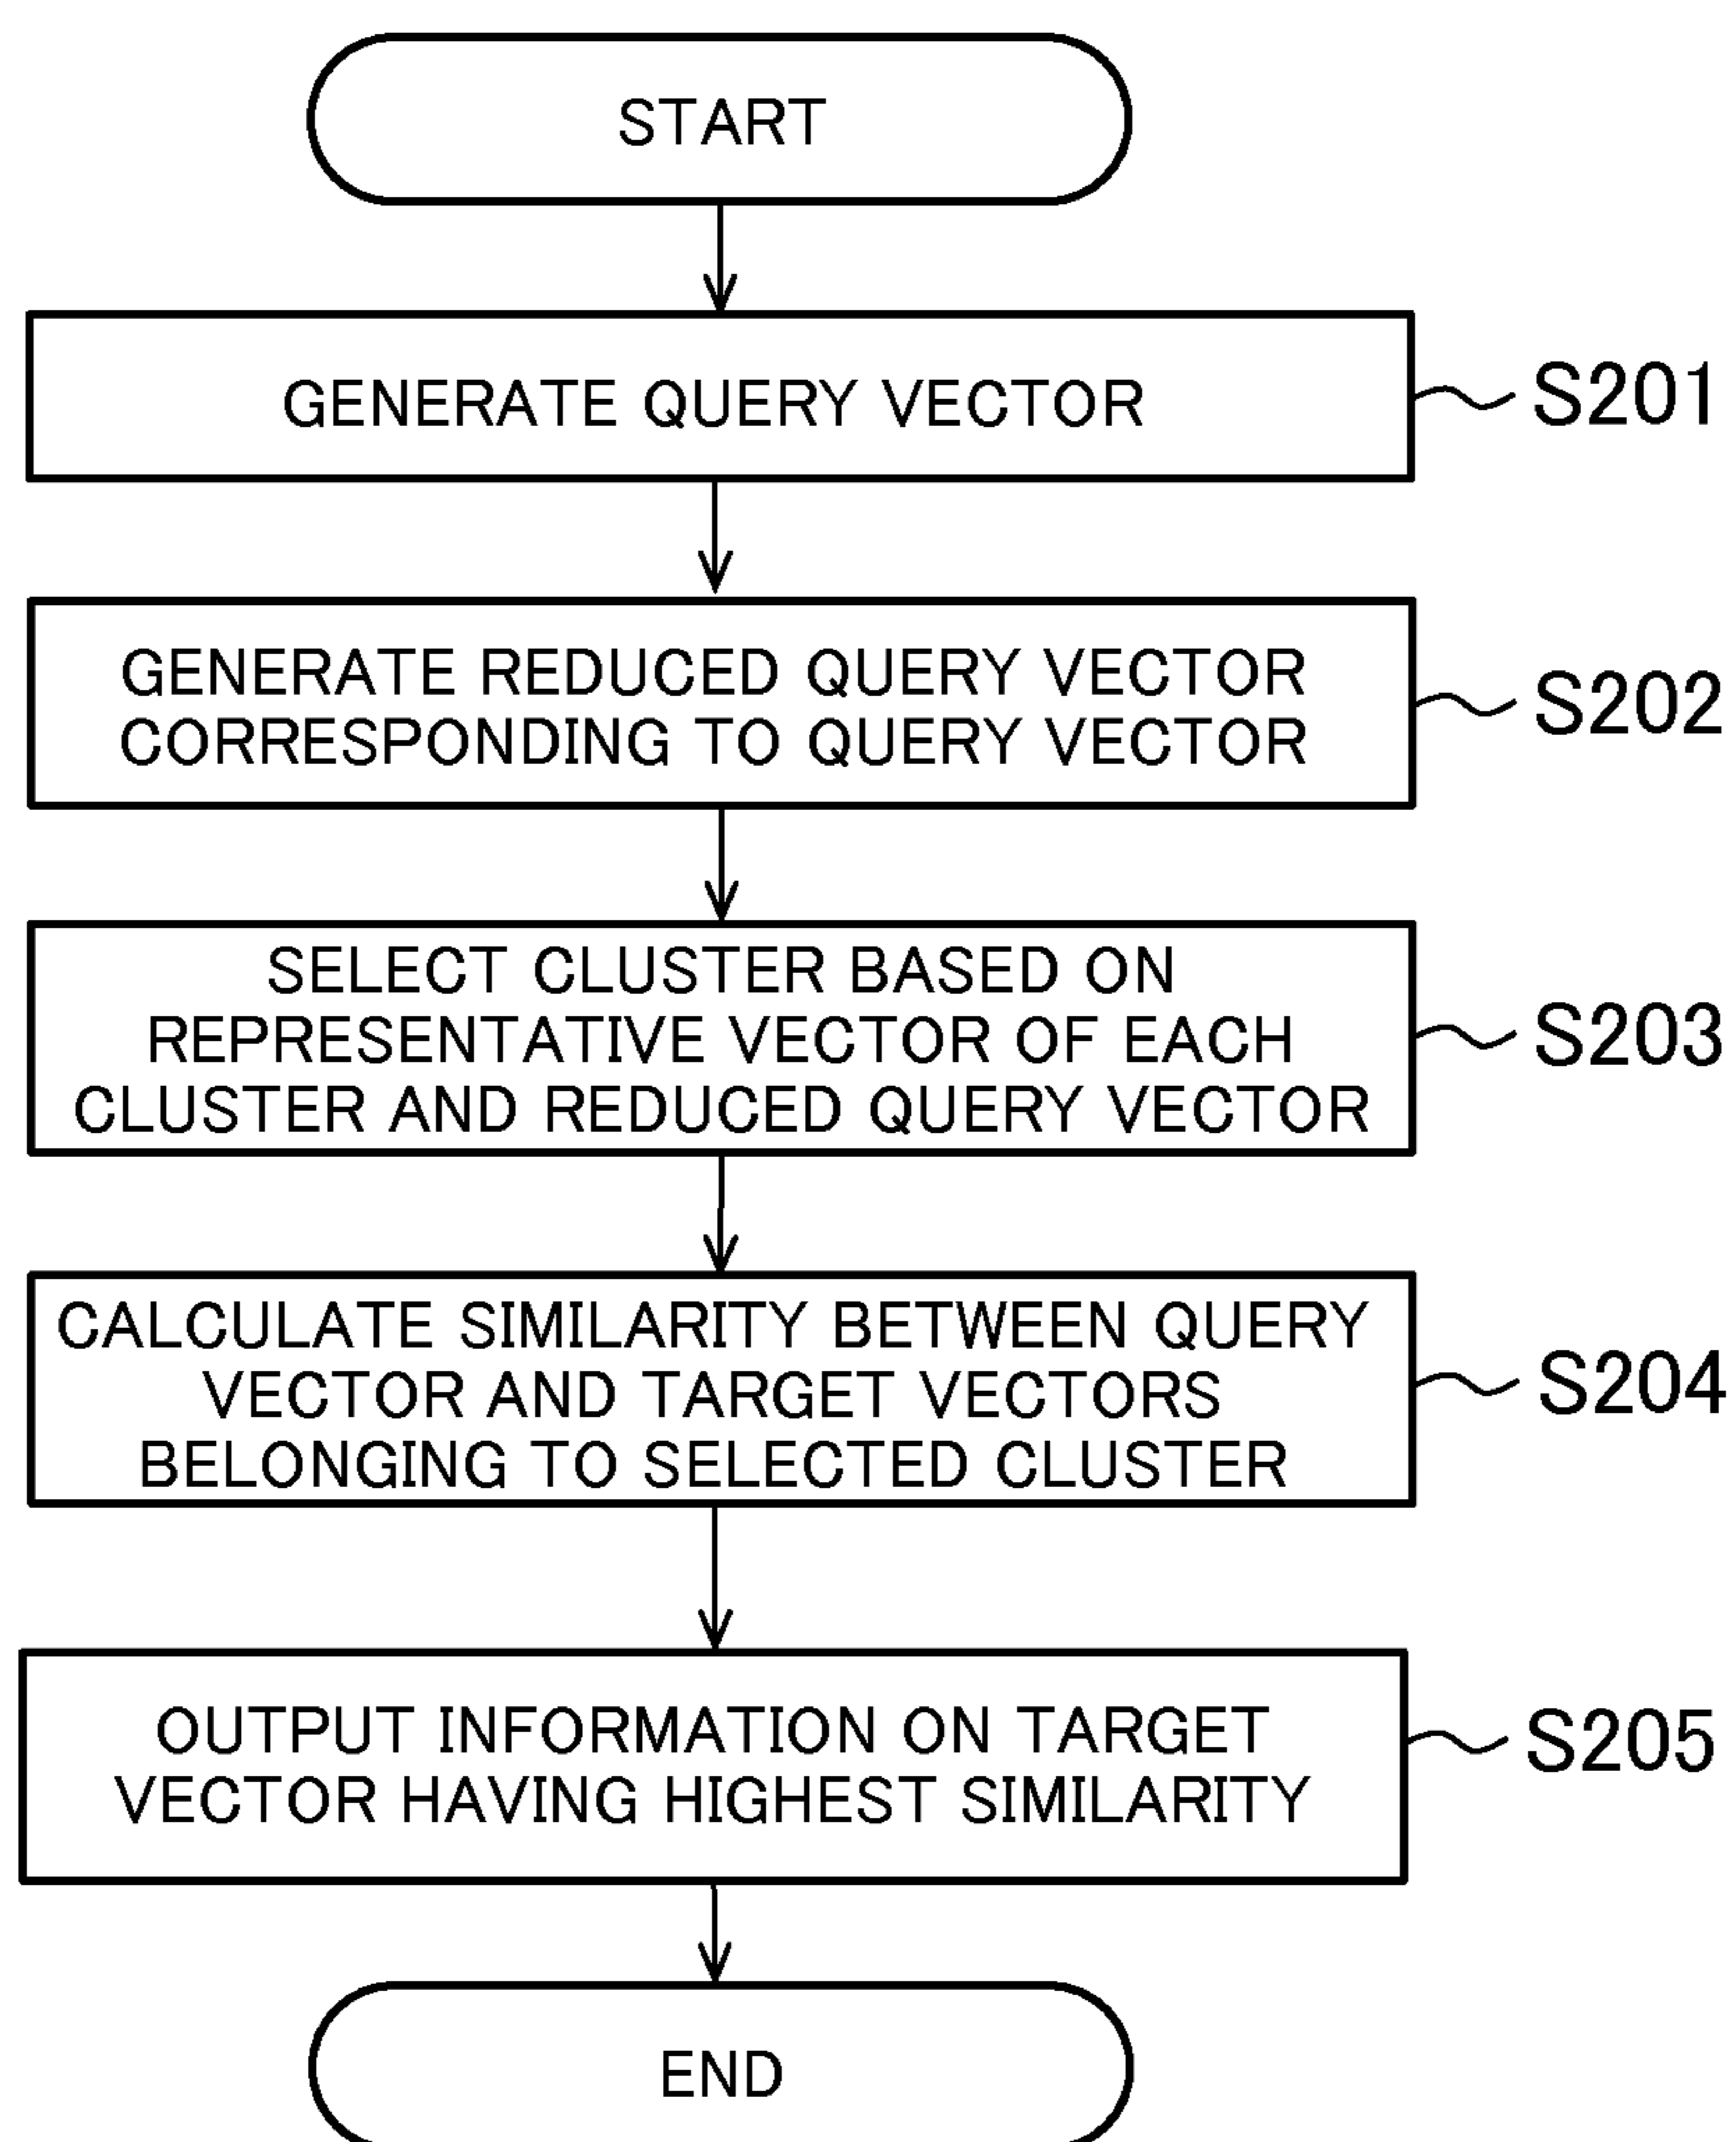 START
GENERATE QUERY VECTOR
S201
GENERATE REDUCED QUERY VECTOR
CORRESPONDING TO QUERY VECTOR
S202
SELECT CLUSTER BASED ON
REPRESENTATIVE VECTOR OF EACH
CLUSTER AND REDUCED QUERY VECTOR
S203
CALCULATE SIMILARITY BETWEEN QUERY
VECTOR AND TARGET VECTORS
BELONGING TO SELECTED CLUSTER
S204
OUTPUT INFORMATION ON TARGET
VECTOR HAVING HIGHEST SIMILARITY
S205
END